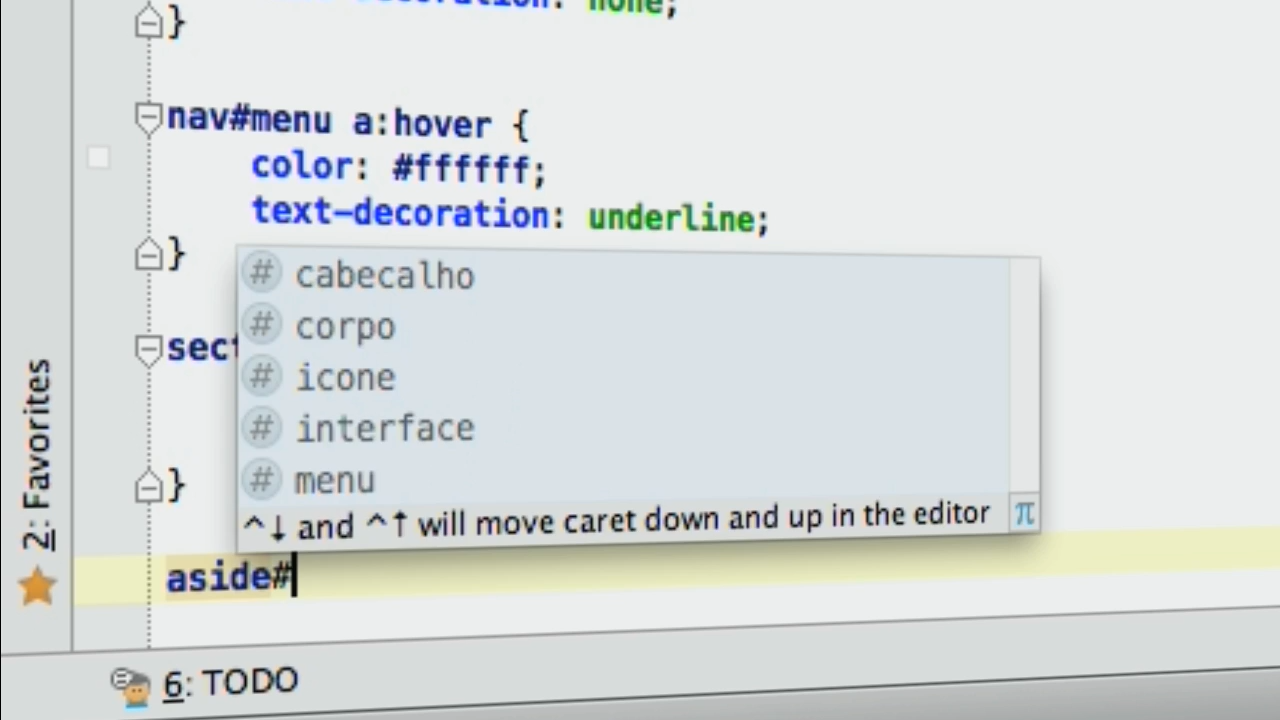 none;
}
nav#menu a:hover {
color: #ffffff;
text-decoration: underline;
}
# cabecalho
# corpo
sect
# icone
# interface
# menu
}
^↓ and ^↑ will move caret down and up in the editor π
aside#
2: Favorites
6: TODO